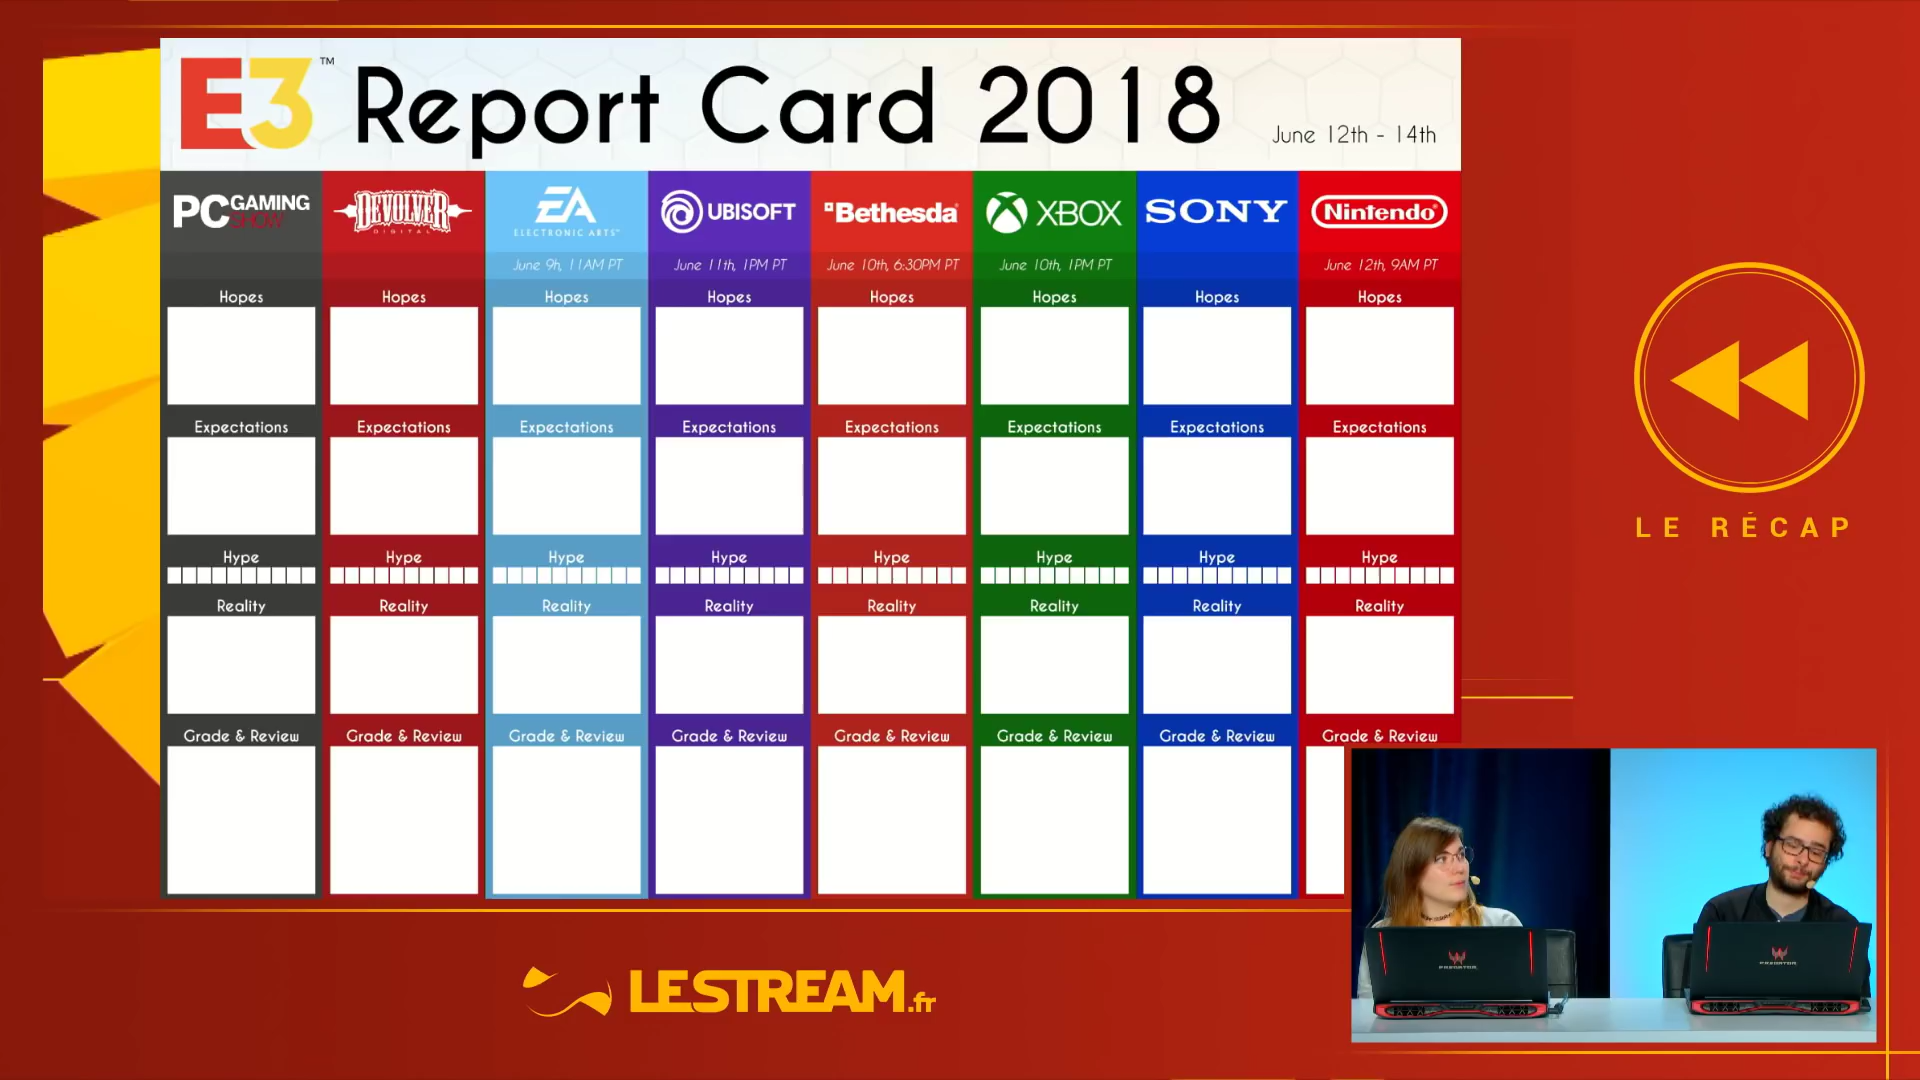 E3™ Report Card 2018 June 12th - 14th
PC GAMING SHOW DEVOLVER DIGITAL EA ELECTRONIC ARTS™ UBISOFT Bethesda XBOX SONY Nintendo
June 9h, 11AM PT June 11th, 1PM PT June 10th, 6:30PM PT June 10th, 1PM PT June 12th, 9AM PT
Hopes Hopes Hopes Hopes Hopes Hopes Hopes Hopes
Expectations Expectations Expectations Expectations Expectations Expectations Expectations Expectations
Hype Hype Hype Hype Hype Hype Hype Hype
Reality Reality Reality Reality Reality Reality Reality Reality
Grade & Review Grade & Review Grade & Review Grade & Review Grade & Review Grade & Review Grade & Review Grade & Review
LE RÉCAP
PREDATOR PREDATOR
LESTREAM.fr